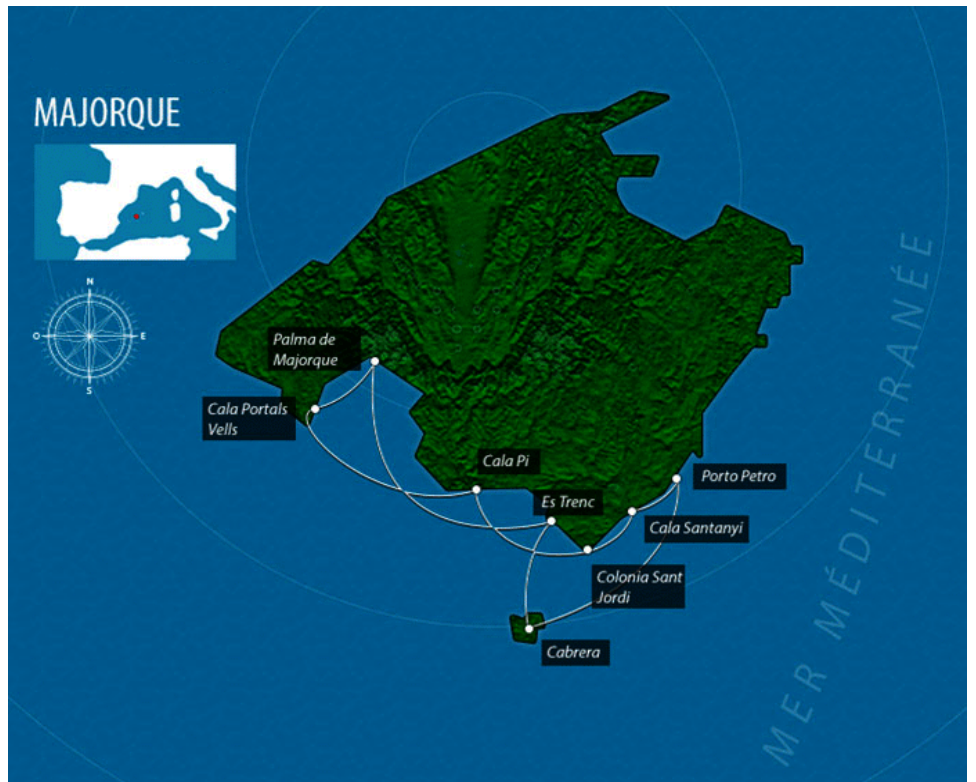 MAJORQUE
N
O
E
S
Palma de
Majorque
Cala Portals
Vells
Cala Pi
Es Trenc
Porto Petro
Cala Santanyi
Colonia Sant
Jordi
Cabrera
MER MÉDITERRANÉE